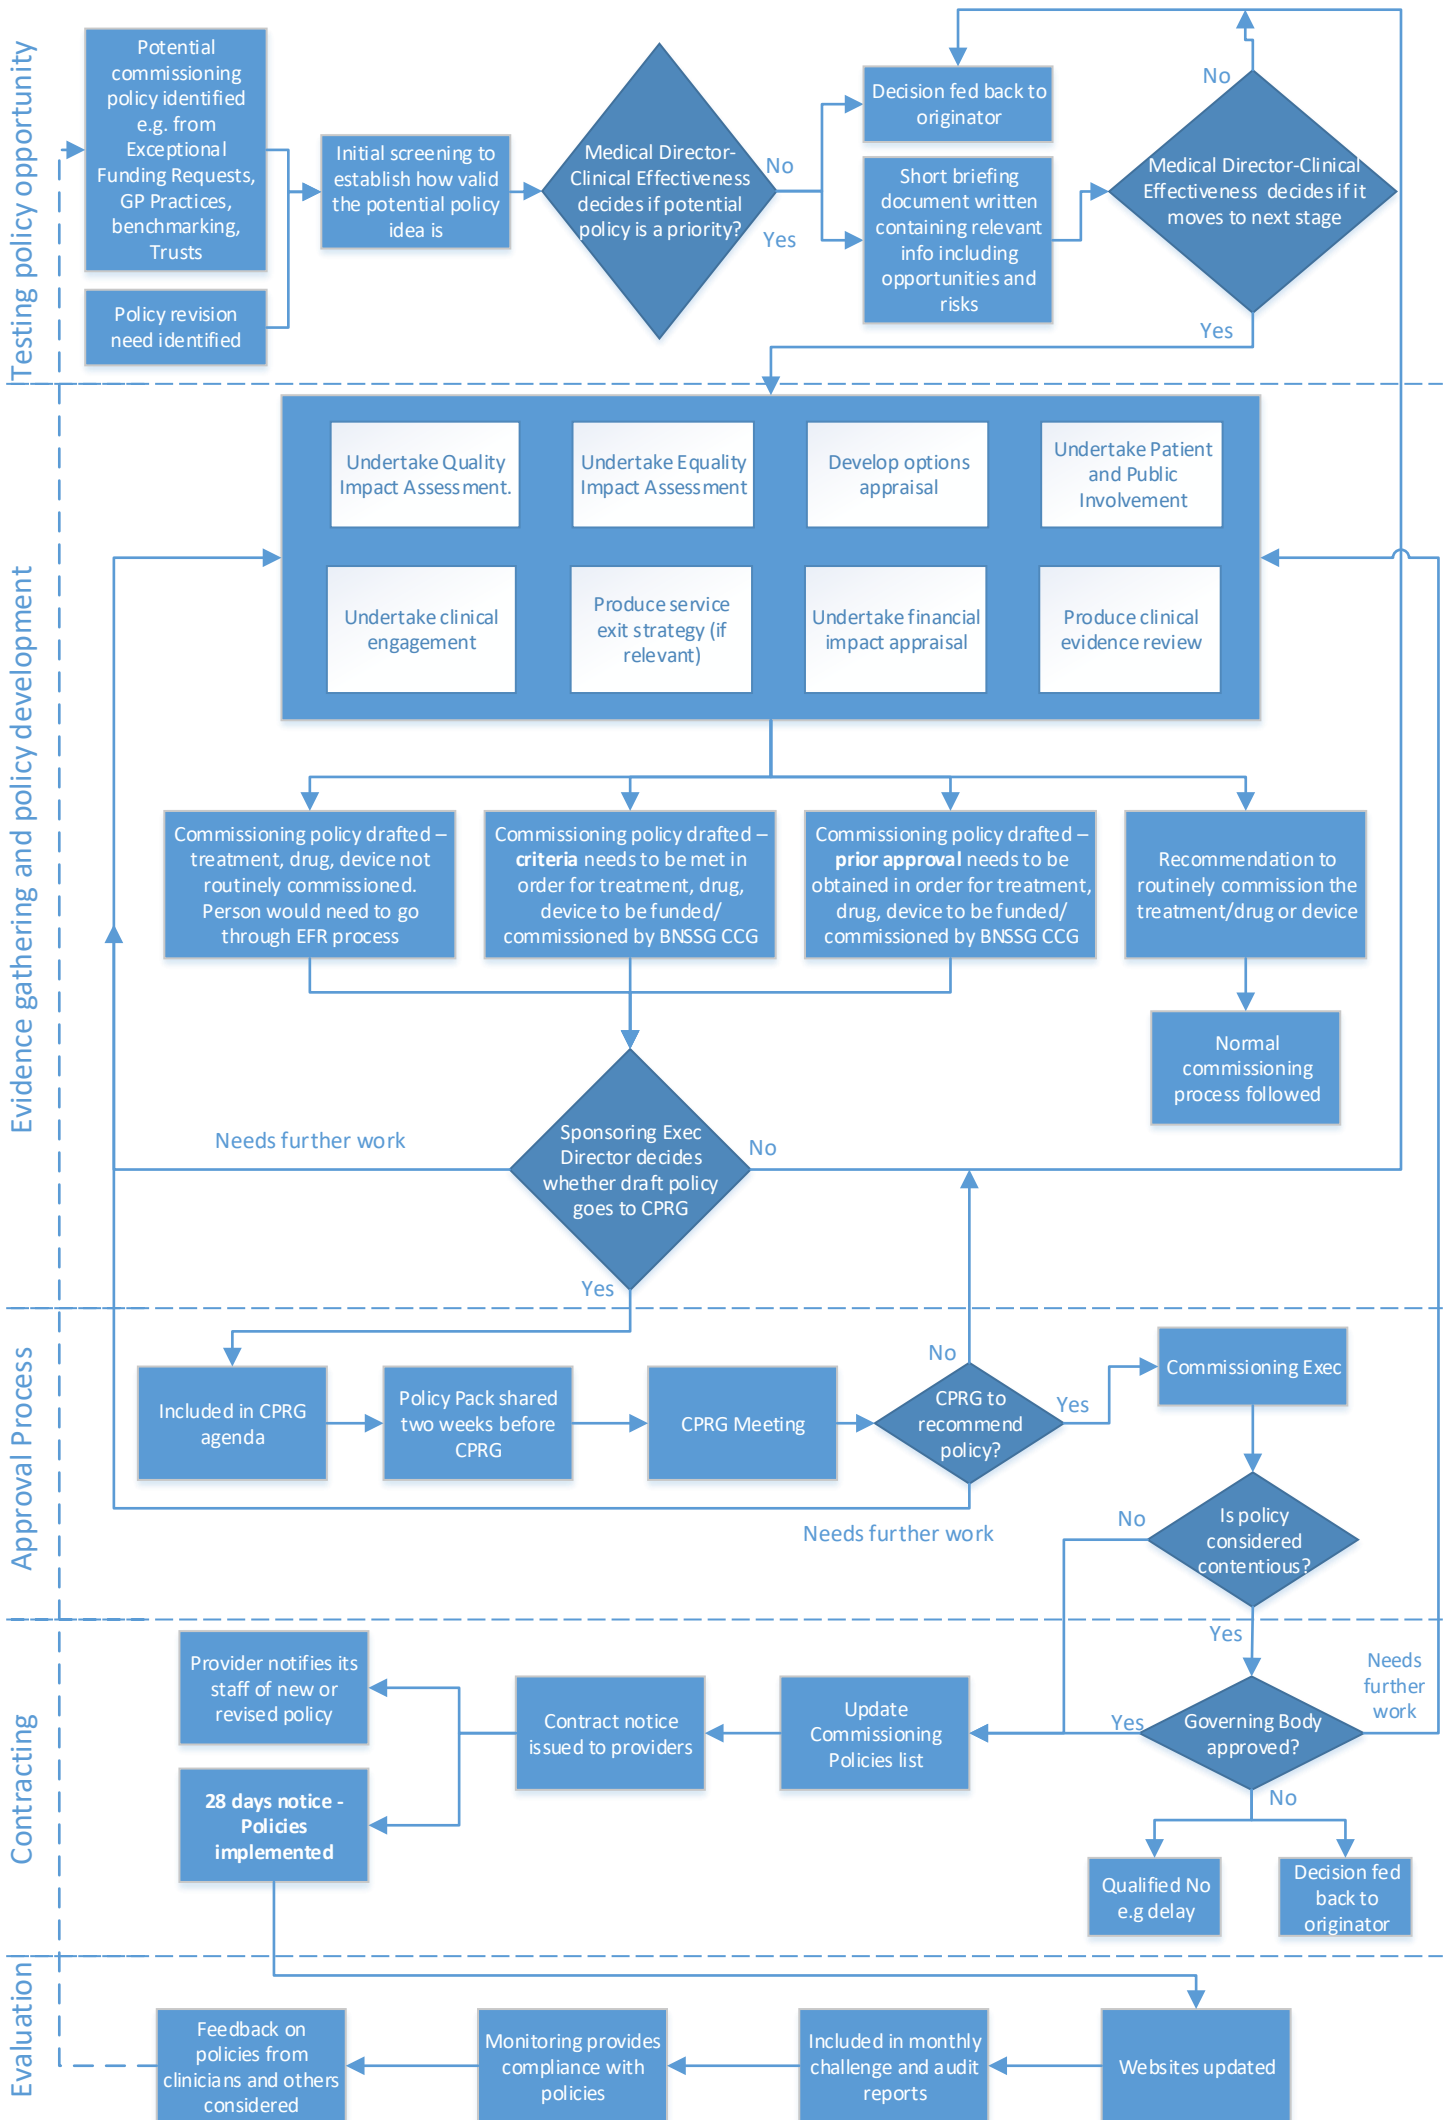 Testing policy opportunity
Potential
commissioning
policy identified
e.g. from
Exceptional
Funding Requests,
GP Practices,
benchmarking,
Trusts
Policy revision
need identified
Initial screening to
establish how valid
the potential policy
idea is
Medical Director-
Clinical Effectiveness
decides if potential
policy is a priority?
No
Yes
Decision fed back to
originator
Short briefing
document written
containing relevant
info including
opportunities and
risks
No
Medical Director-Clinical
Effectiveness decides if it
moves to next stage
Yes
Evidence gathering and policy development
Undertake Quality
Impact Assessment.
Undertake Equality
Impact Assessment
Develop options
appraisal
Undertake Patient
and Public
Involvement
Undertake clinical
engagement
Produce service
exit strategy (if
relevant)
Undertake financial
impact appraisal
Produce clinical
evidence review
Commissioning policy drafted –
treatment, drug, device not
routinely commissioned.
Person would need to go
through EFR process
Commissioning policy drafted –
criteria needs to be met in
order for treatment, drug,
device to be funded/
commissioned by BNSSG CCG
Commissioning policy drafted –
prior approval needs to be
obtained in order for treatment,
drug, device to be funded/
commissioned by BNSSG CCG
Recommendation to
routinely commission the
treatment/drug or device
Normal
commissioning
process followed
Needs further work
Sponsoring Exec
Director decides
whether draft policy
goes to CPRG
No
Yes
Approval Process
Included in CPRG
agenda
Policy Pack shared
two weeks before
CPRG
CPRG Meeting
No
CPRG to
recommend
policy?
Yes
Commissioning Exec
Needs further work
No
Is policy
considered
contentious?
Yes
Contracting
Provider notifies its
staff of new or
revised policy
28 days notice -
Policies
implemented
Contract notice
issued to providers
Update
Commissioning
Policies list
Yes
Governing Body
approved?
Needs
further
work
No
Qualified No
e.g delay
Decision fed
back to
originator
Evaluation
Feedback on
policies from
clinicians and others
considered
Monitoring provides
compliance with
policies
Included in monthly
challenge and audit
reports
Websites updated